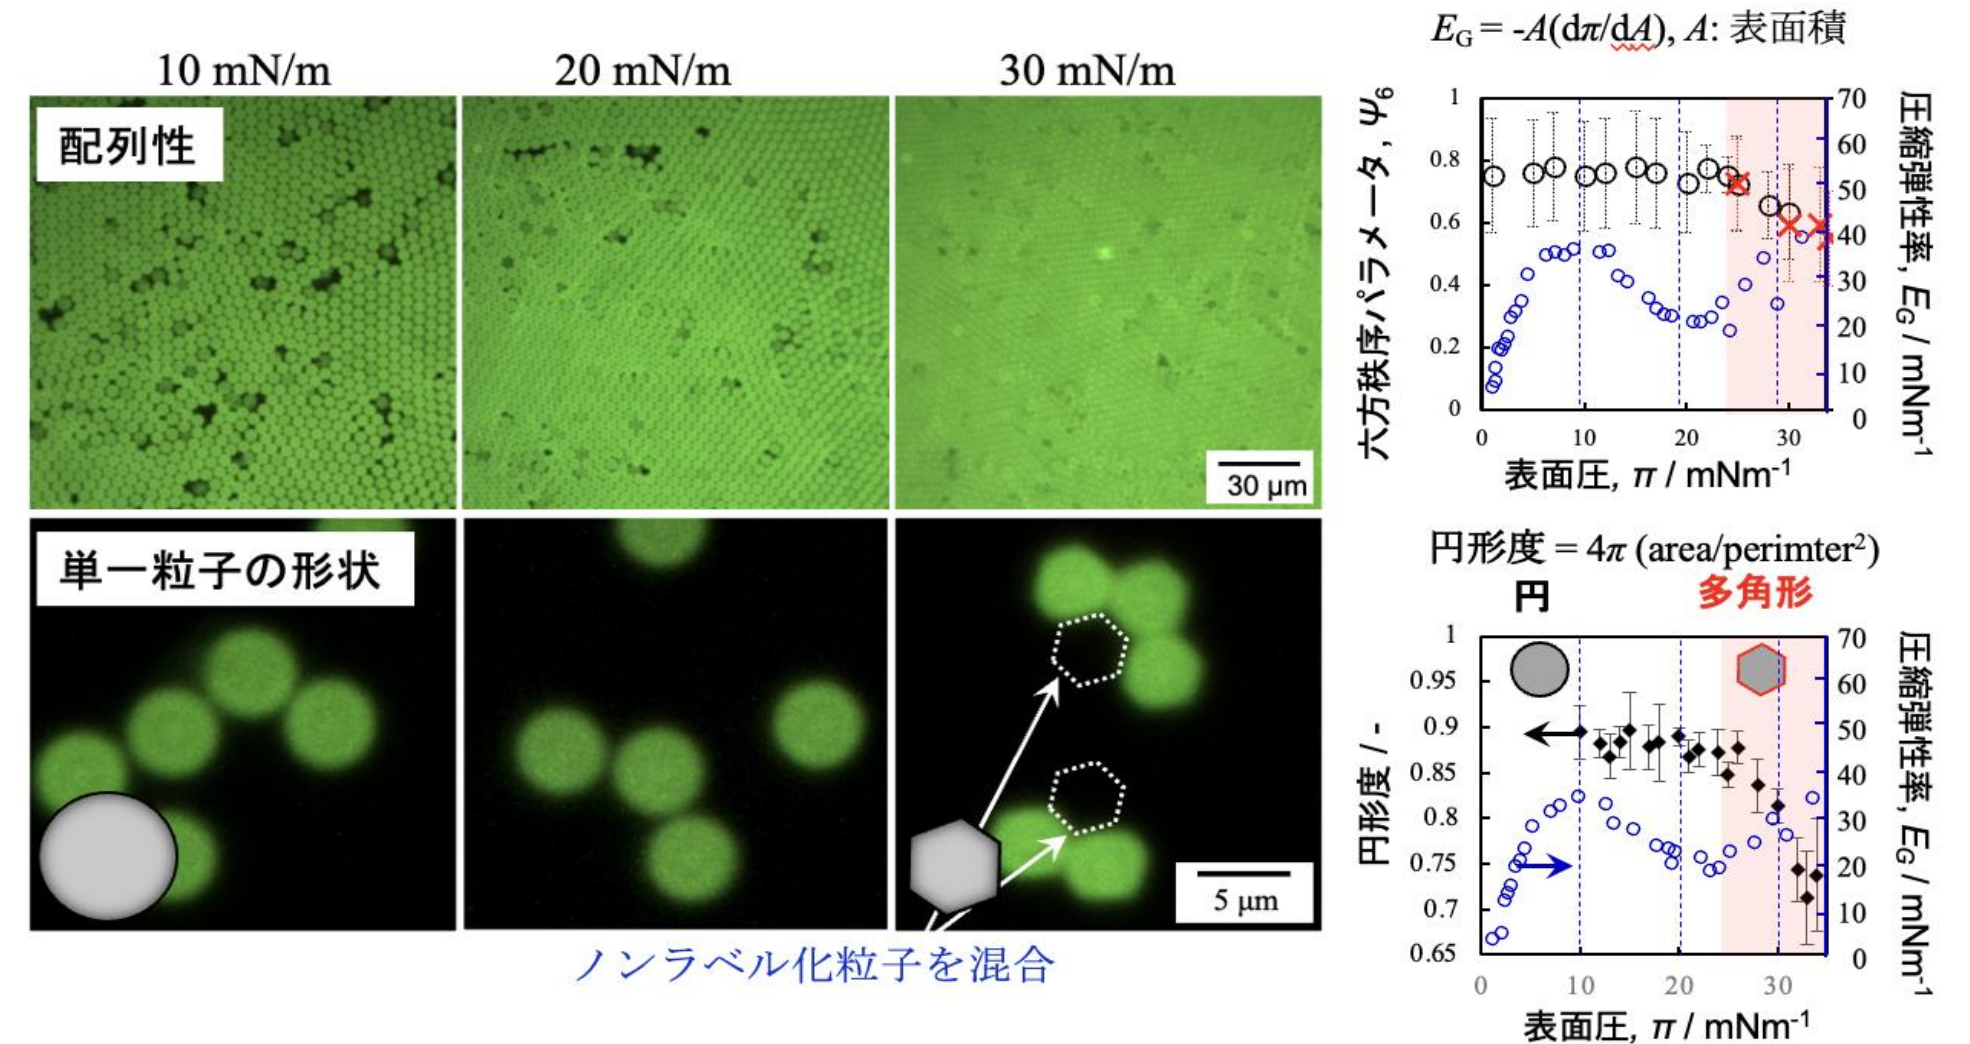 10 mN/m
20 mN/m
30 mN/m
配列性
30 μm
単一粒子の形状
5 μm
ノンラベル化粒子を混合
E_G = -A(dπ/dA), A: 表面積
六方秩序パラメータ, Ψ6
1
0.8
0.6
0.4
0.2
0
70
60
50
40
30
20
10
0
圧縮弾性率, E_G / mNm-1
0 10 20 30
表面圧, π / mNm-1
円形度 = 4π (area/perimter²)
円
多角形
円形度 / -
1
0.95
0.9
0.85
0.8
0.75
0.7
0.65
70
60
50
40
30
20
10
0
圧縮弾性率, E_G / mNm-1
0 10 20 30
表面圧, π / mNm-1